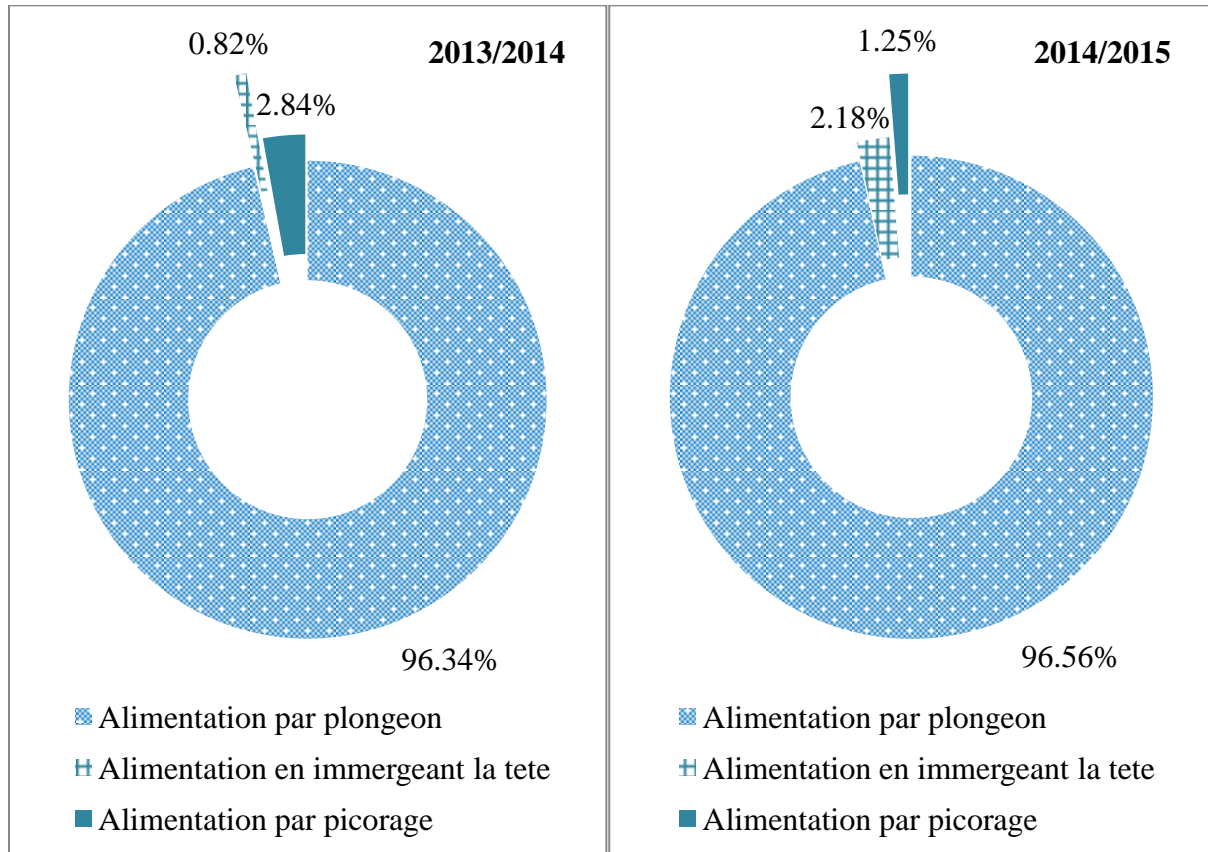 2013/2014
0.82%
2.84%
96.34%
Alimentation par plongeon
Alimentation en immergeant la tete
Alimentation par picorage
2014/2015
1.25%
2.18%
96.56%
Alimentation par plongeon
Alimentation en immergeant la tete
Alimentation par picorage